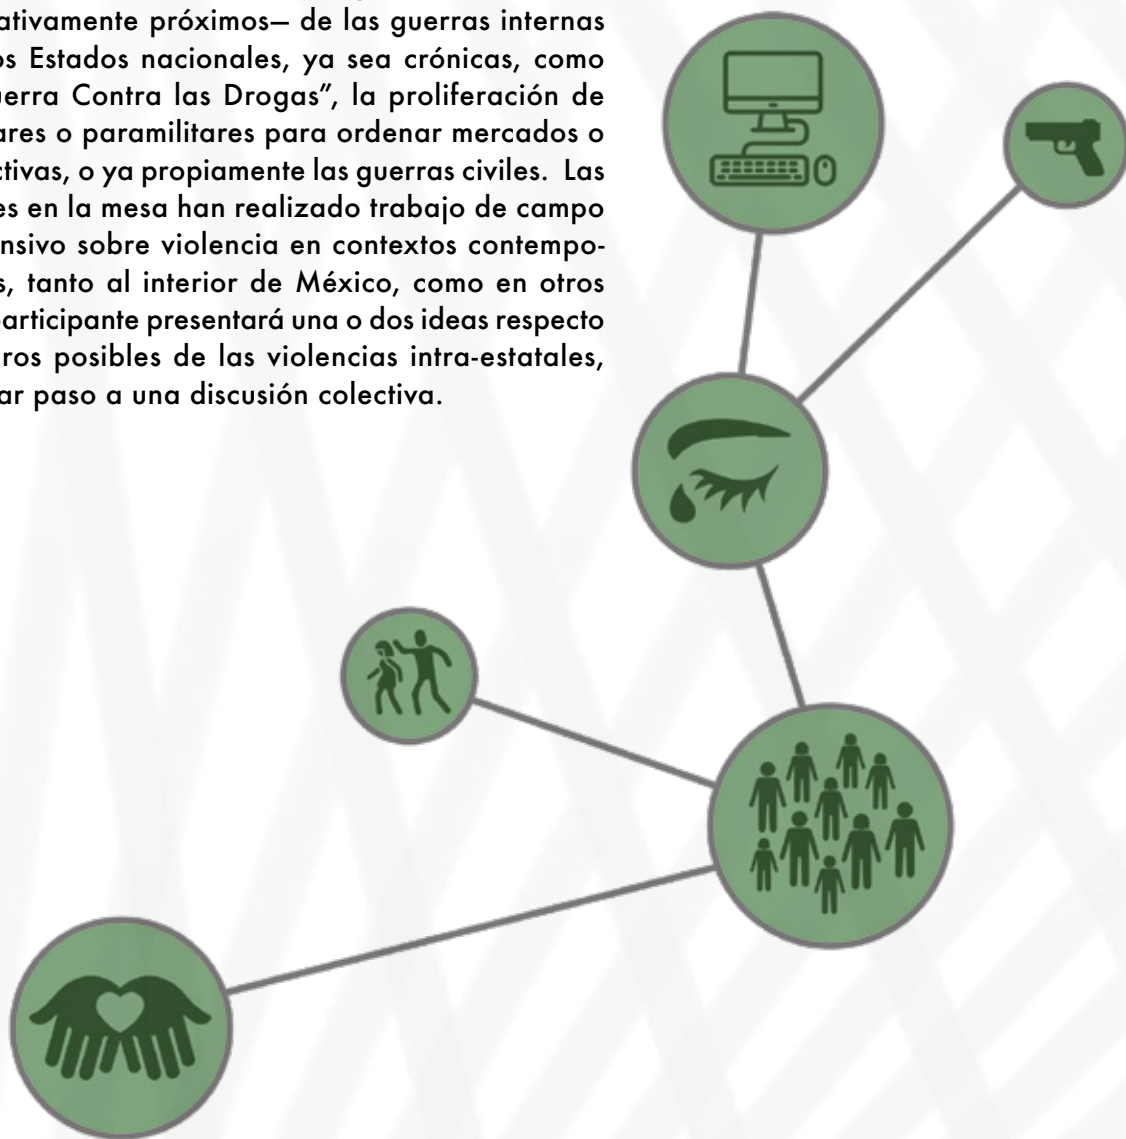 ativamente próximos— de las guerras internas
os Estados nacionales, ya sea crónicas, como
uerra Contra las Drogas”, la proliferación de
ares o paramilitares para ordenar mercados o
ctivas, o ya propiamente las guerras civiles. Las
es en la mesa han realizado trabajo de campo
ensivo sobre violencia en contextos contempo-
s, tanto al interior de México, como en otros
participante presentará una o dos ideas respecto
ros posibles de las violencias intra-estatales,
ar paso a una discusión colectiva.